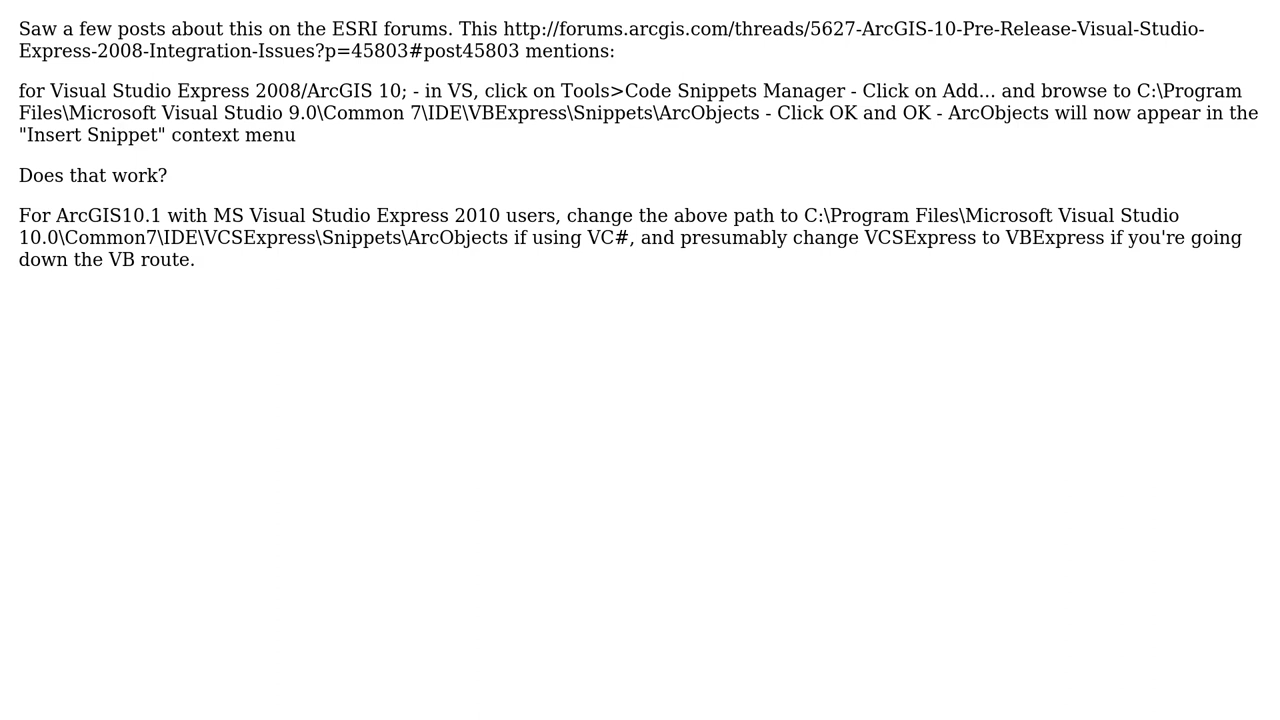 Saw a few posts about this on the ESRI forums. This http://forums.arcgis.com/threads/5627-ArcGIS-10-Pre-Release-Visual-Studio-
Express-2008-Integration-Issues?p=45803#post45803 mentions:
for Visual Studio Express 2008/ArcGIS 10; - in VS, click on Tools>Code Snippets Manager - Click on Add... and browse to C:\Program
Files\Microsoft Visual Studio 9.0\Common 7\IDE\VBExpress\Snippets\ArcObjects - Click OK and OK - ArcObjects will now appear in the
"Insert Snippet" context menu
Does that work?
For ArcGIS10.1 with MS Visual Studio Express 2010 users, change the above path to C:\Program Files\Microsoft Visual Studio
10.0\Common7\IDE\VCSExpress\Snippets\ArcObjects if using VC#, and presumably change VCSExpress to VBExpress if you're going
down the VB route.